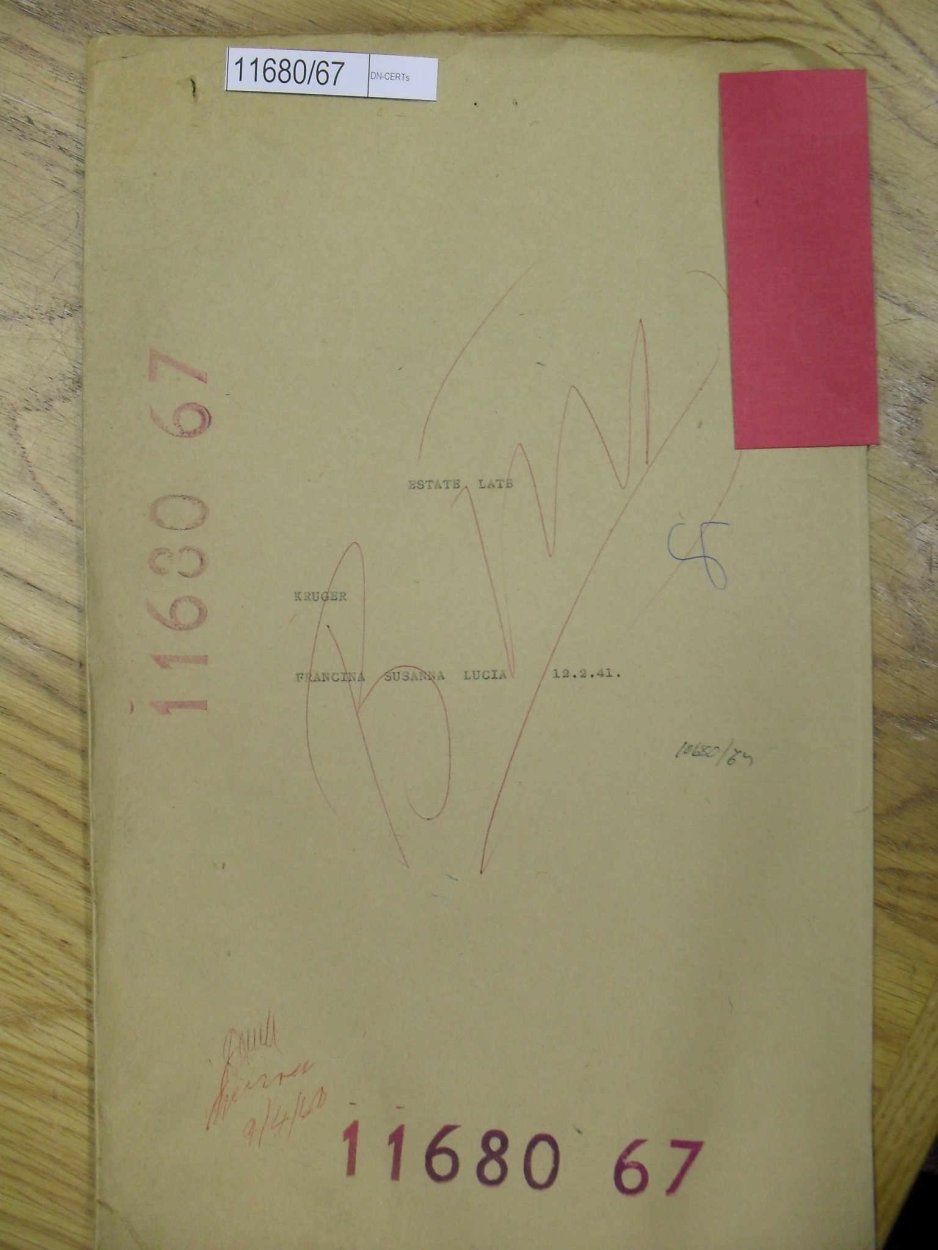 11680/67 DN-CERTs
ESTATE LATE
KRUGER
FRANCINA SUSANNA LUCIA 12.2.41.
11680 67
11680 67